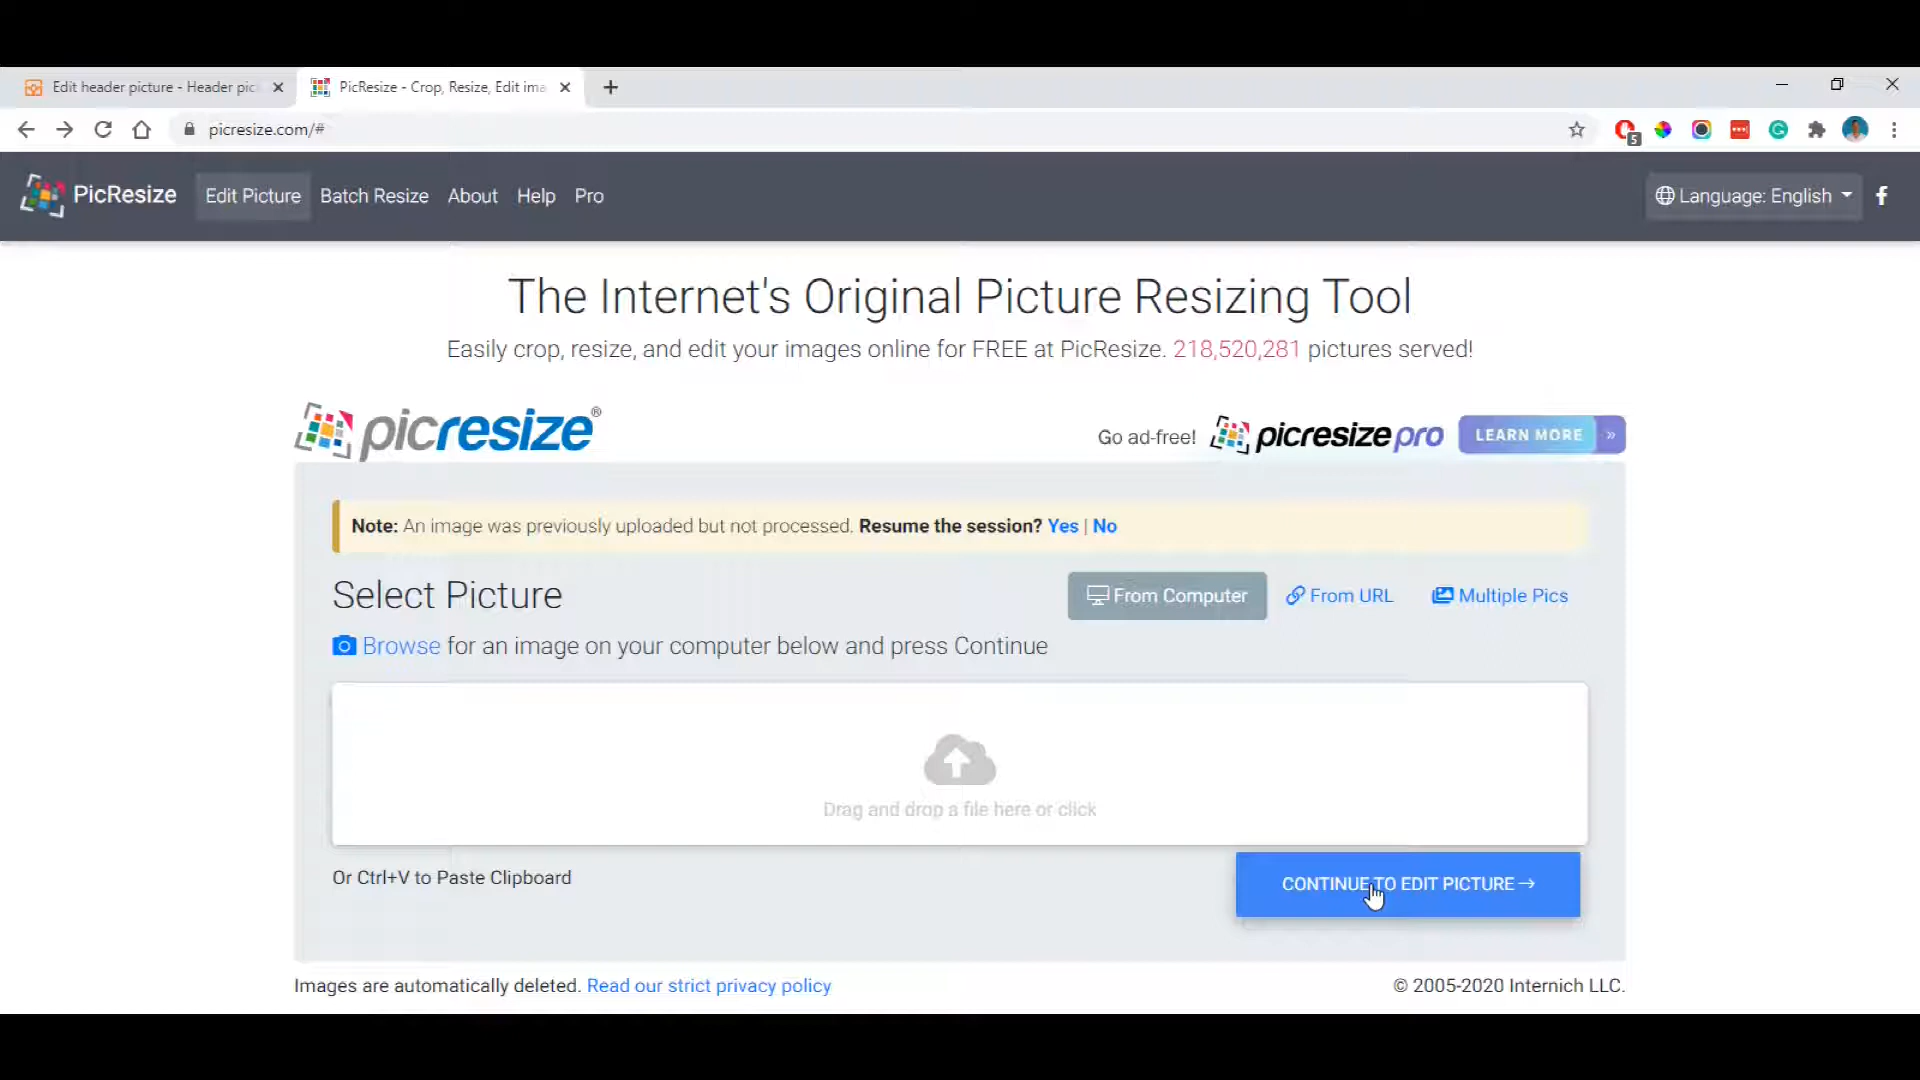 Edit header picture - Header pic
PicResize - Crop, Resize, Edit ima
picresize.com/#
5
PicResize
Edit Picture
Batch Resize
About
Help
Pro
Language: English
The Internet's Original Picture Resizing Tool
Easily crop, resize, and edit your images online for FREE at PicResize. 218,520,281 pictures served!
picresize®
Go ad-free!
picresize pro
LEARN MORE »
Note: An image was previously uploaded but not processed. Resume the session? Yes | No
Select Picture
From Computer
From URL
Multiple Pics
Browse for an image on your computer below and press Continue
Drag and drop a file here or click
Or Ctrl+V to Paste Clipboard
CONTINUE TO EDIT PICTURE →
Images are automatically deleted. Read our strict privacy policy
© 2005-2020 Internich LLC.